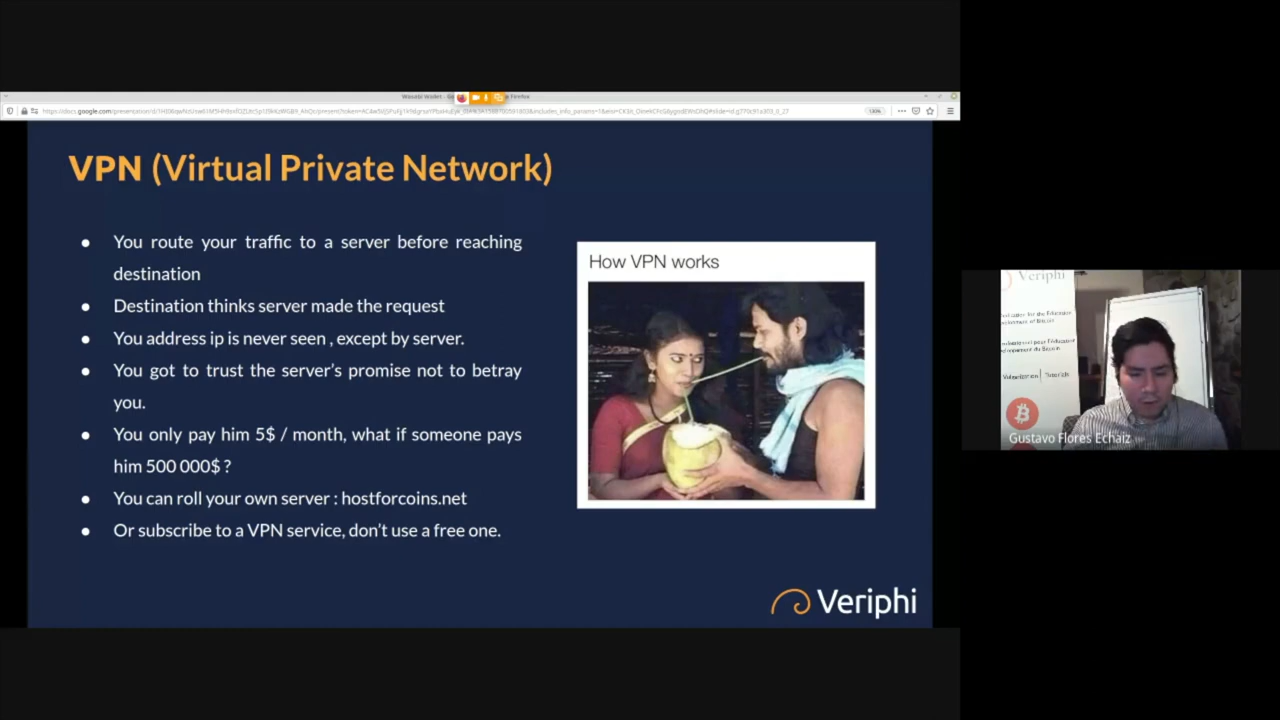 VPN (Virtual Private Network)
● You route your traffic to a server before reaching
destination
● Destination thinks server made the request
● You address ip is never seen , except by server.
● You got to trust the server's promise not to betray
you.
● You only pay him 5$ / month, what if someone pays
him 500 000$ ?
● You can roll your own server : hostforcoins.net
● Or subscribe to a VPN service, don't use a free one.
How VPN works
Veriphi
Veriphi
Gustavo Flores Echaiz